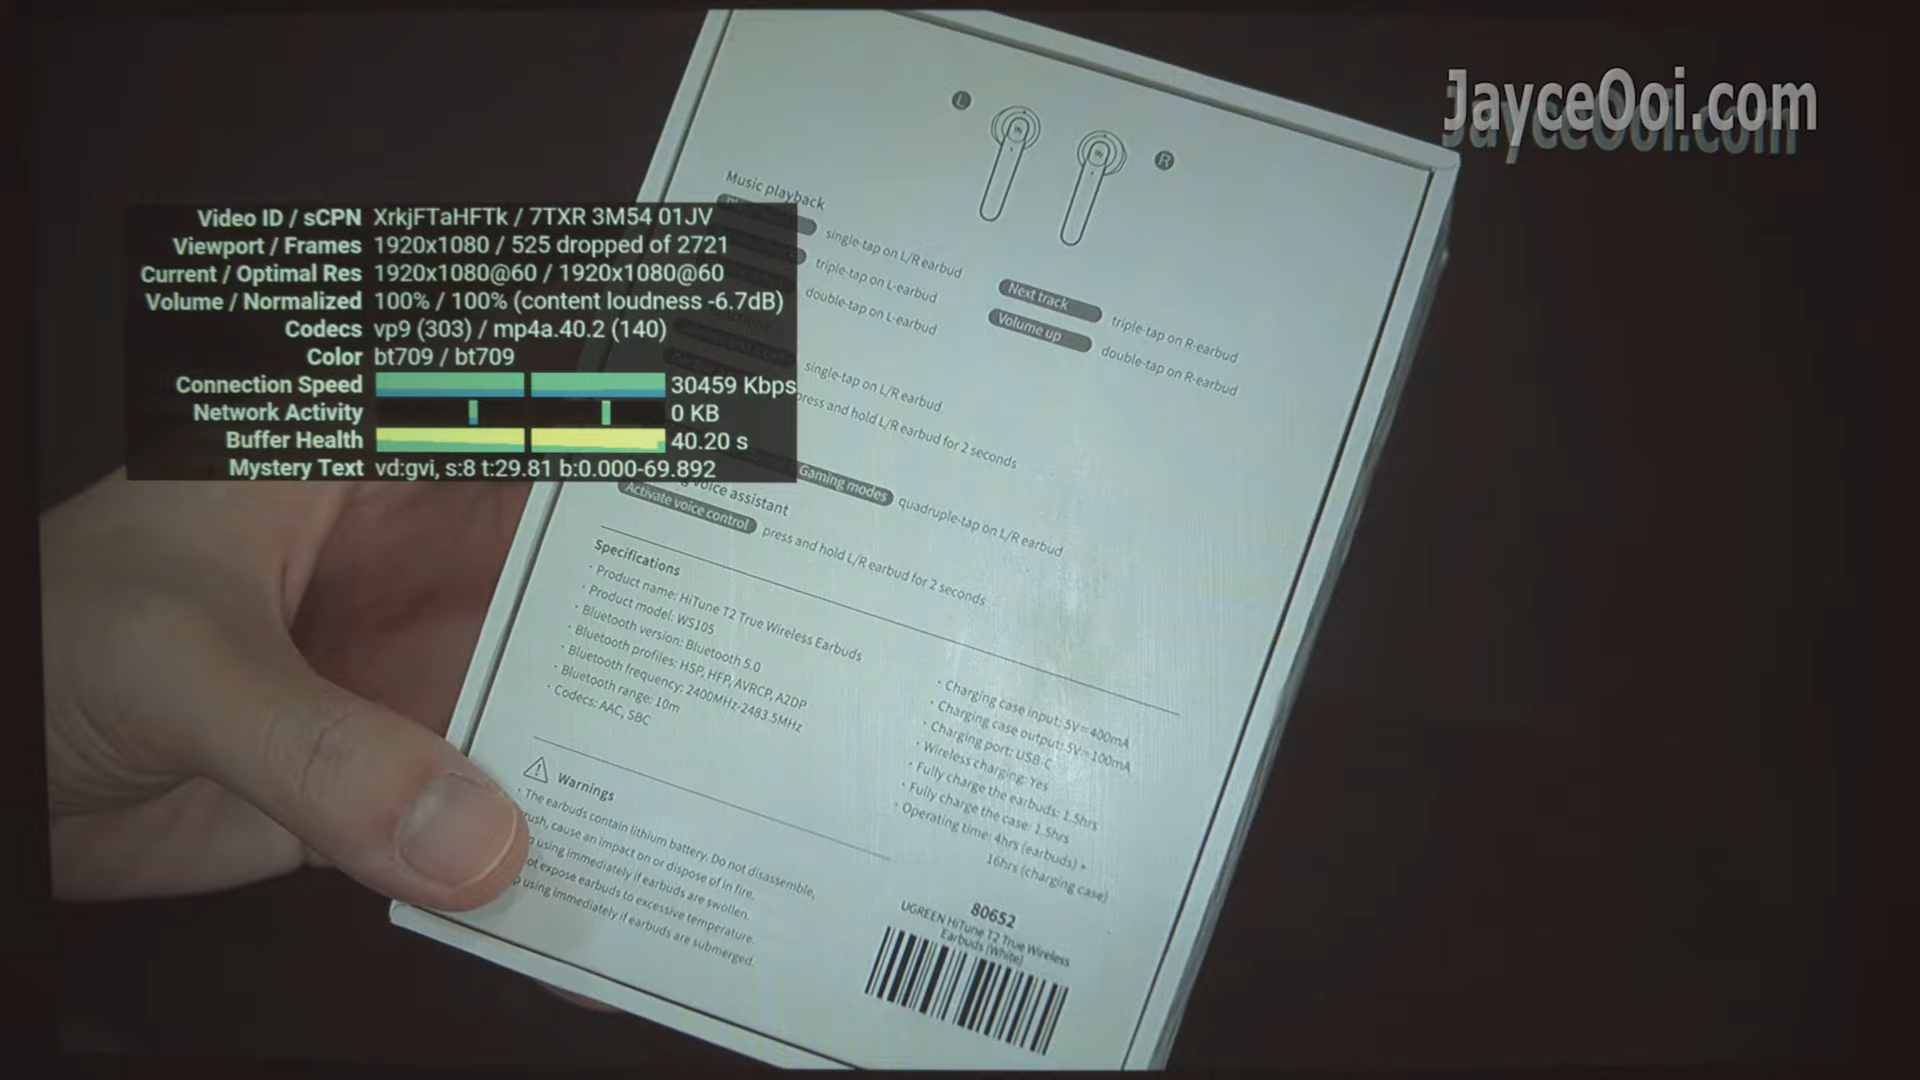 JayceOoi.com
L
R
Video ID / sCPN XrkjFTaHFTk / 7TXR 3M54 01JV
Viewport / Frames 1920x1080 / 525 dropped of 2721
Current / Optimal Res 1920x1080@60 / 1920x1080@60
Volume / Normalized 100% / 100% (content loudness -6.7dB)
Codecs vp9 (303) / mp4a.40.2 (140)
Color bt709 / bt709
Connection Speed 30459 Kbps
Network Activity 0 KB
Buffer Health 40.20 s
Mystery Text vd:gvi, s:8 t:29.81 b:0.000-69.892
Music playback
single-tap on L/R earbud
triple-tap on L-earbud
double-tap on L-earbud
Next track triple-tap on R-earbud
Volume up double-tap on R-earbud
single-tap on L/R earbud
press and hold L/R earbud for 2 seconds
Gaming modes quadruple-tap on L/R earbud
voice assistant
Activate voice control press and hold L/R earbud for 2 seconds
Specifications
· Product name: HiTune T2 True Wireless Earbuds
· Product model: WS105
· Bluetooth version: Bluetooth 5.0
· Bluetooth profiles: HSP, HFP, AVRCP, A2DP
· Bluetooth frequency: 2400MHz-2483.5MHz
· Bluetooth range: 10m
· Codecs: AAC, SBC
· Charging case input: 5V⎓400mA
· Charging case output: 5V⎓100mA
· Charging port: USB-C
· Wireless charging: Yes
· Fully charge the earbuds: 1.5hrs
· Fully charge the case: 1.5hrs
· Operating time: 4hrs (earbuds) +
16hrs (charging case)
Warnings
· The earbuds contain lithium battery. Do not disassemble,
cause an impact on or dispose of in fire.
using immediately if earbuds are swollen.
expose earbuds to excessive temperature.
using immediately if earbuds are submerged.
80652
UGREEN HiTune T2 True Wireless
Earbuds (White)